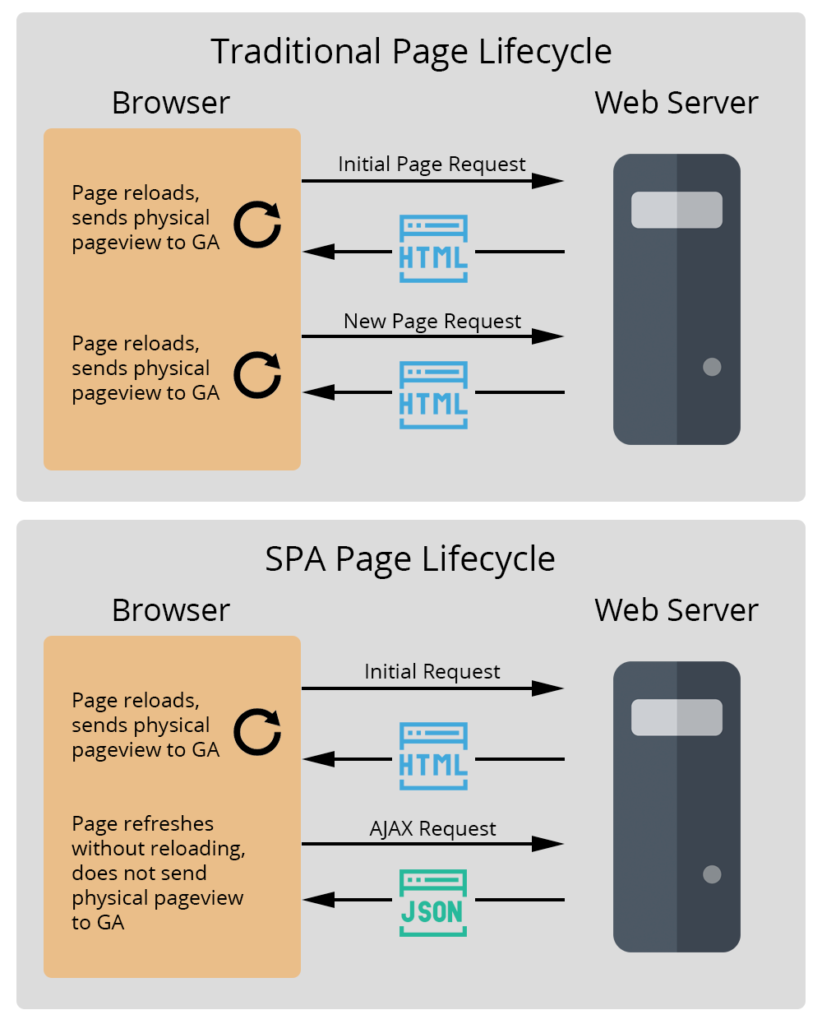 Traditional Page Lifecycle
Browser
Web Server
Page reloads,
sends physical
pageview to GA
Initial Page Request
HTML
Page reloads,
sends physical
pageview to GA
New Page Request
HTML
SPA Page Lifecycle
Browser
Web Server
Page reloads,
sends physical
pageview to GA
Initial Request
HTML
Page refreshes
without reloading,
does not send
physical pageview
to GA
AJAX Request
JSON